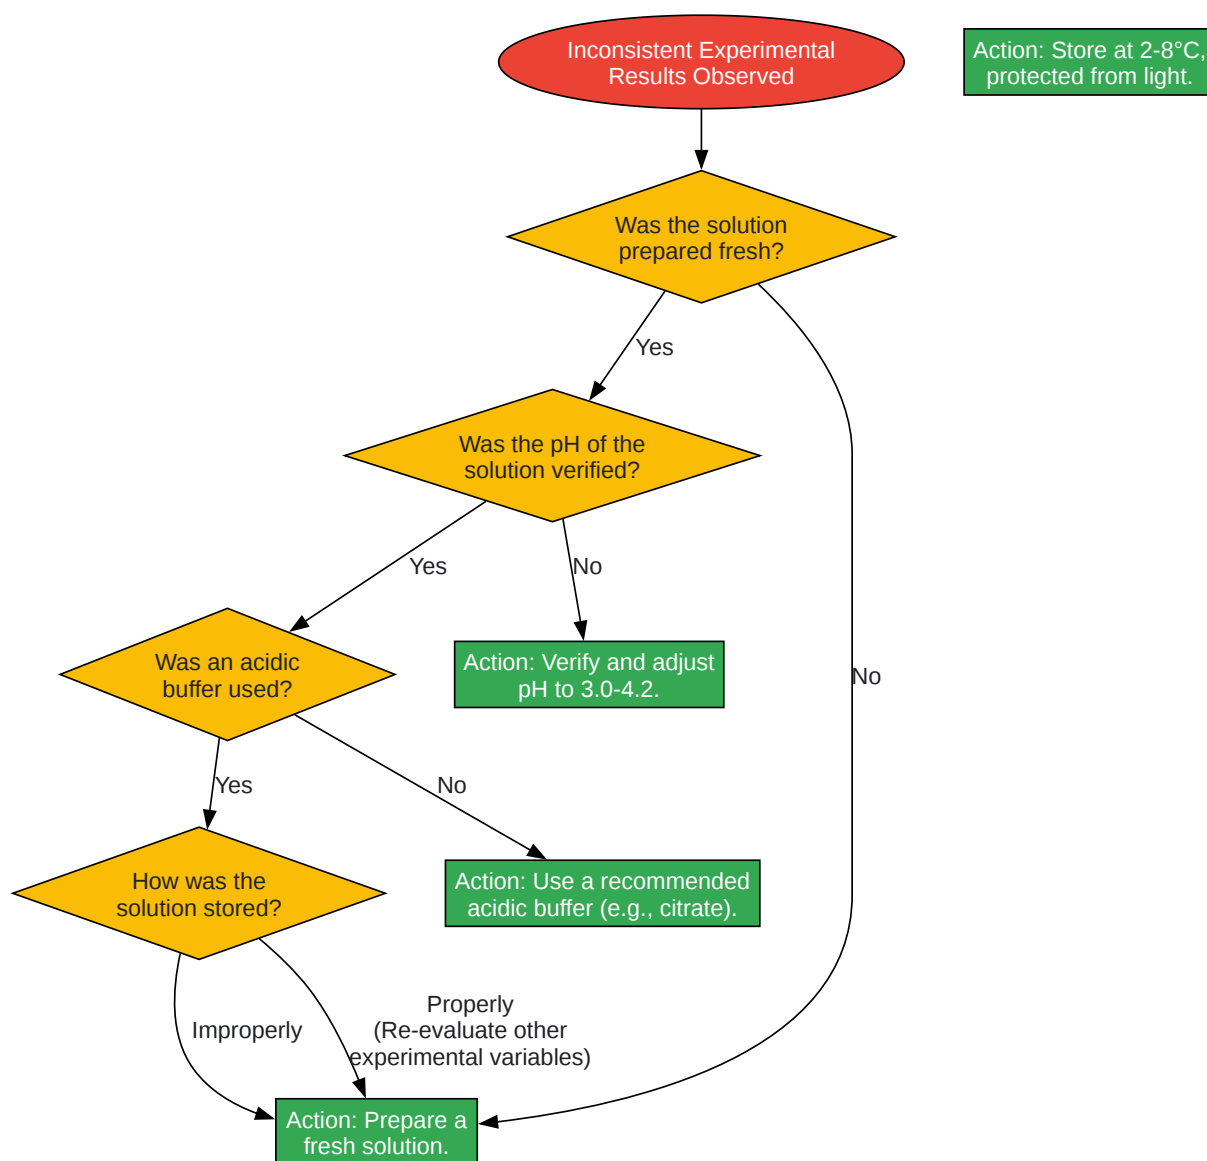 Inconsistent Experimental
Results Observed
Action: Store at 2-8°C,
protected from light.
Was the solution
prepared fresh?
Yes
Was the pH of the
solution verified?
Yes
No
Was an acidic
buffer used?
Action: Verify and adjust
pH to 3.0-4.2.
No
Yes
No
How was the
solution stored?
Action: Use a recommended
acidic buffer (e.g., citrate).
Improperly
Properly
(Re-evaluate other
experimental variables)
Action: Prepare a
fresh solution.